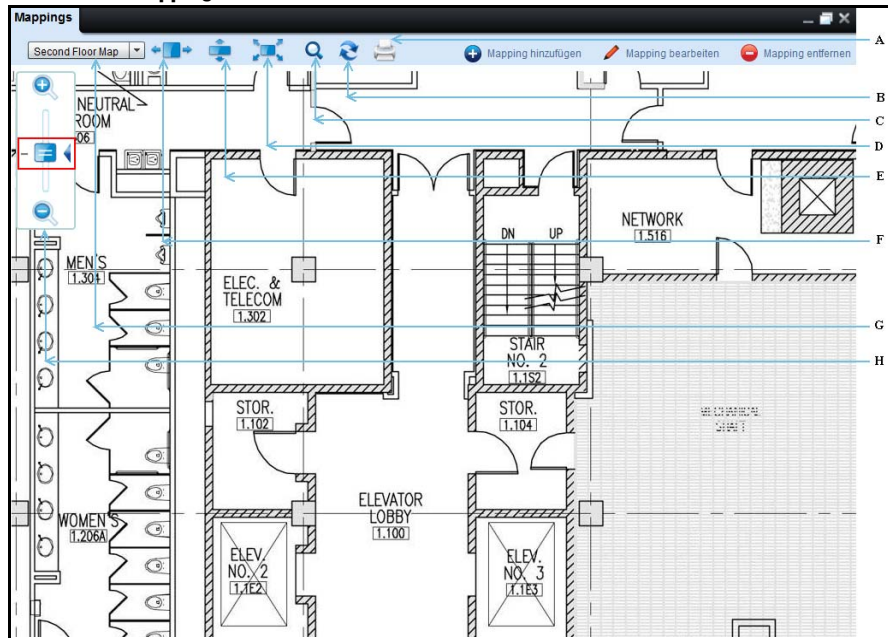 Mappings
Second Floor Map
Mapping hinzufügen
Mapping bearbeiten
Mapping entfernen
A
B
C
D
E
F
G
H
NEUTRAL
ROOM
06
MEN'S
1.304
ELEC. &
TELECOM
1.302
DN UP
NETWORK
1.516
STAIR
NO. 2
1.1S2
STOR.
1.102
STOR.
1.104
MECHANICAL
SHAFT
ELEVATOR
LOBBY
1.100
WOMEN'S
1.206A
ELEV.
NO. 2
1.1E2
ELEV.
NO. 3
1.1E3